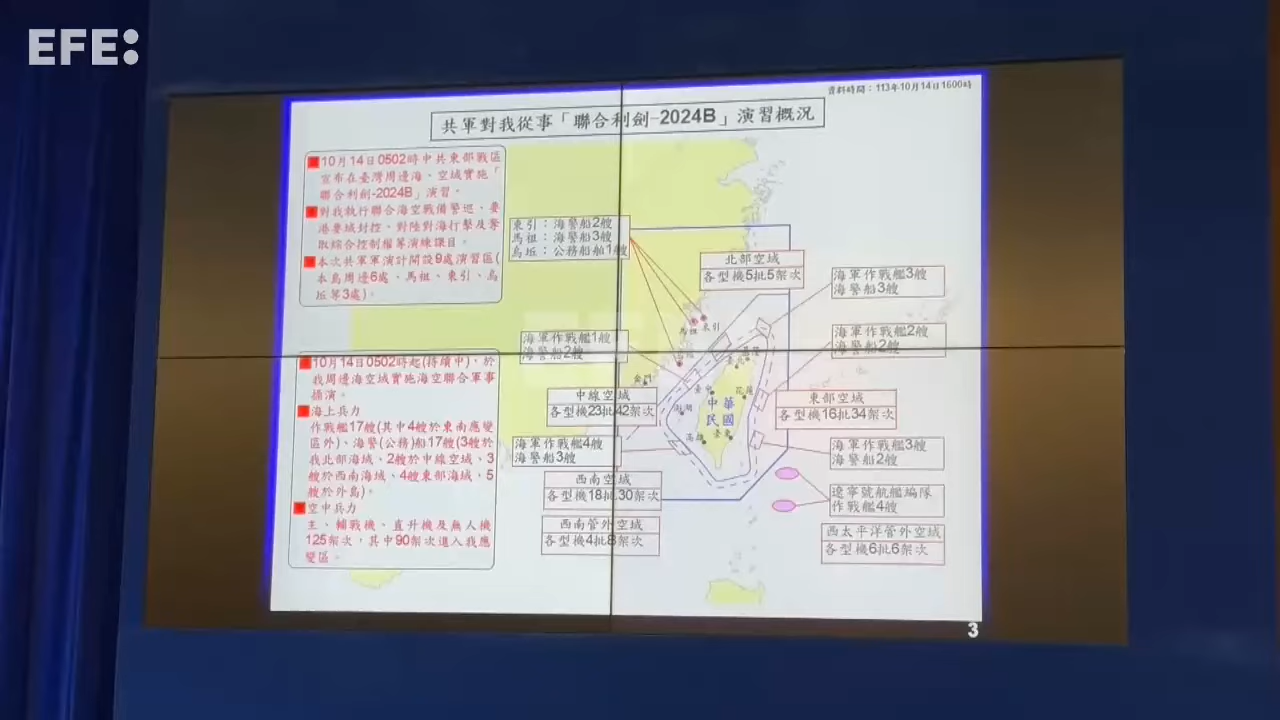 EFE:
資料時間：113年10月14日1600時
共軍對我從事「聯合利劍-2024B」演習概況
10月14日0502時中共東部戰區
宣布在臺灣周邊海、空域實施「
聯合利劍-2024B」演習。
對我執行聯合海空戰備警巡、要
港要域封控、對陸對海打擊及奪
取綜合控制權等演練課目。
本次共軍軍演計開設9處演習區(
本島周邊6處、馬祖、東引、烏
坵等3處)。
10月14日0502時起(持續中)，於
我周邊海空域實施海空聯合軍事
操演。
海上兵力
作戰艦17艘(其中4艘於東南應變
區外)、海警(公務)船17艘(3艘於
我北部海域、2艘於中線空域、3
艘於西南海域、4艘東部海域、5
艘於外島)。
空中兵力
主、輔戰機、直升機及無人機
125架次，其中90架次進入我應
變區。
東引：海警船2艘
馬祖：海警船3艘
烏坵：公務船舶1艘
北部空域
各型機5批5架次
海軍作戰艦3艘
海警船3艘
海軍作戰艦1艘
海警船2艘
海軍作戰艦2艘
海警船2艘
中線空域
各型機23批42架次
東部空域
各型機16批34架次
海軍作戰艦4艘
海警船3艘
海軍作戰艦3艘
海警船2艘
西南空域
各型機18批30架次
遼寧號航艦編隊
作戰艦4艘
西南管外空域
各型機4批8架次
西太平洋管外空域
各型機6批6架次
馬祖 東引
金門
花蓮
中華
民國
高雄
臺東
3